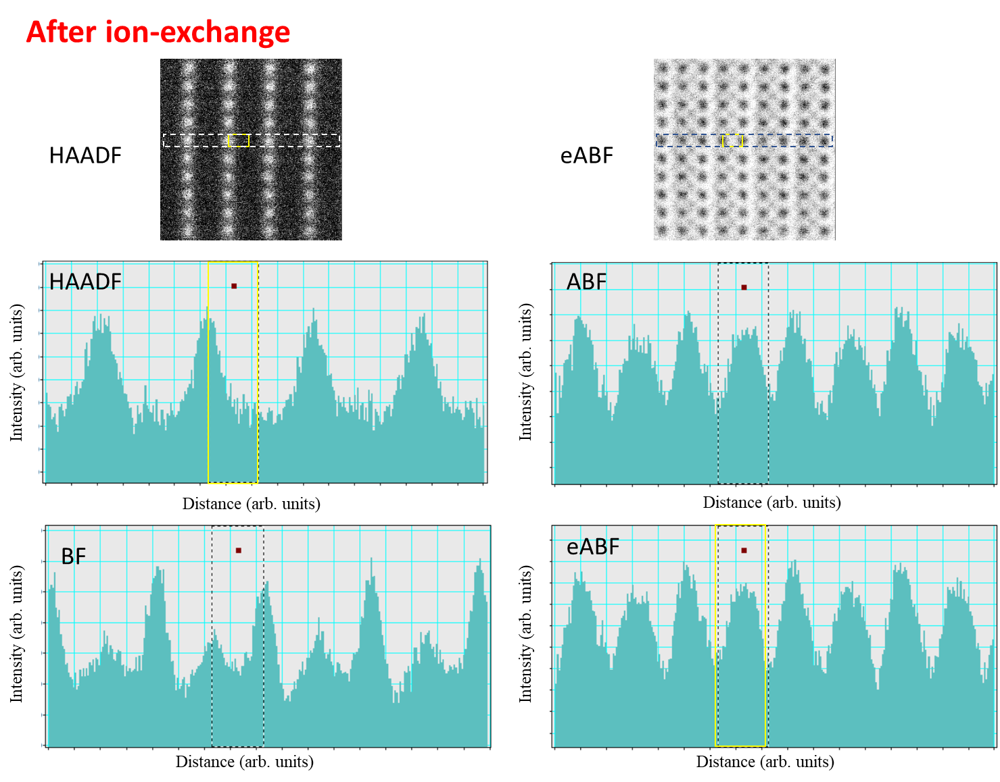 After ion-exchange
HAADF
eABF
HAADF
Intensity (arb. units)
Distance (arb. units)
ABF
Intensity (arb. units)
Distance (arb. units)
BF
Intensity (arb. units)
Distance (arb. units)
eABF
Intensity (arb. units)
Distance (arb. units)